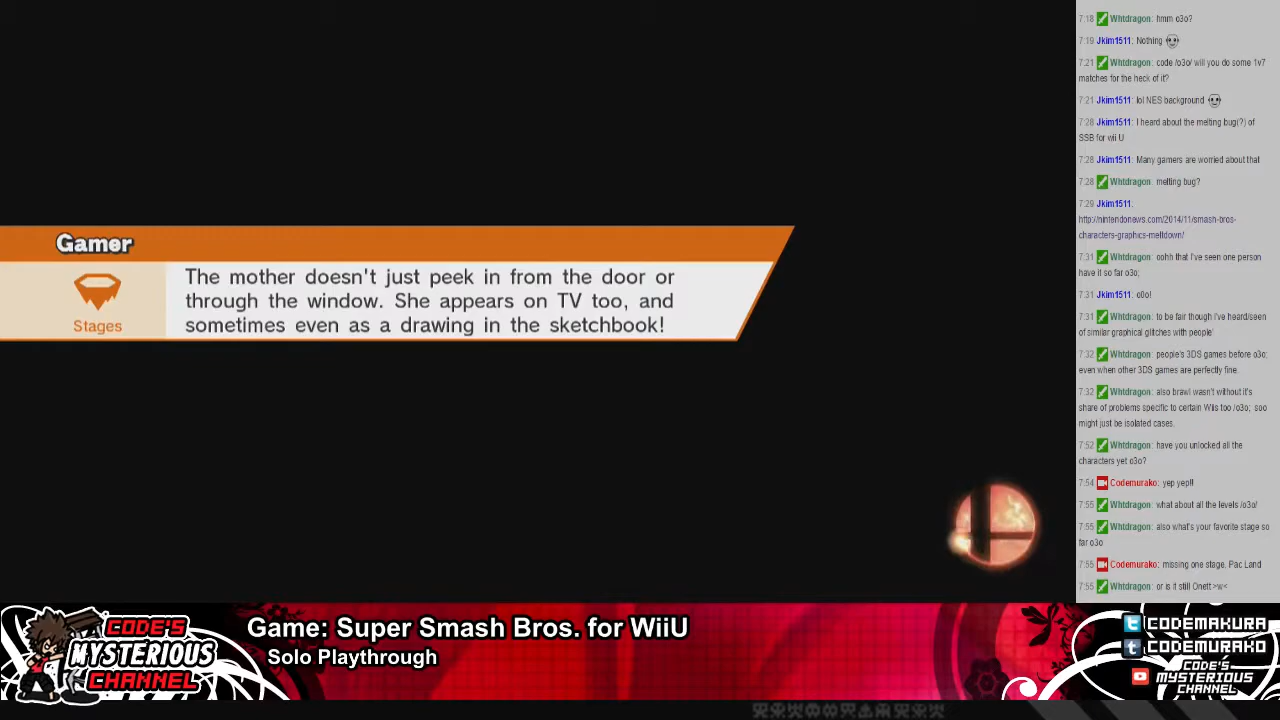 Gamer
Stages
The mother doesn't just peek in from the door or
through the window. She appears on TV too, and
sometimes even as a drawing in the sketchbook!
7:18 Whtdragon: hmm o3o?
7:19 Jkim1511: Nothing
7:21 Whtdragon: code /o3o/ will you do some 1v7
matches for the heck of it?
7:21 Jkim1511: lol NES background
7:28 Jkim1511: I heard about the melting bug(?) of
SSB for wii U
7:28 Jkim1511: Many gamers are worried about that
7:28 Whtdragon: melting bug?
7:29 Jkim1511:
http://nintendonews.com/2014/11/smash-bros-
characters-graphics-meltdown/
7:31 Whtdragon: oohh that I've seen one person
have it so far o3o;
7:31 Jkim1511: o0o!
7:31 Whtdragon: to be fair though I've heard/seen
of similar graphical glitches with people'
7:32 Whtdragon: people's 3DS games before o3o;
even when other 3DS games are perfectly fine.
7:32 Whtdragon: also brawl wasn't without it's
share of problems specific to certain Wiis too /o3o; soo
might just be isolated cases.
7:52 Whtdragon: have you unlocked all the
characters yet o3o?
7:54 Codemurako: yep yep!!
7:55 Whtdragon: what about all the levels /o3o/
7:55 Whtdragon: also what's your favorite stage so
far o3o
7:55 Codemurako: missing one stage. Pac Land
7:55 Whtdragon: or is it still Onett >w<
CODE'S
MYSTERIOUS
CHANNEL
Game: Super Smash Bros. for WiiU
Solo Playthrough
CODEMAKURA
CODEMURAKO
CODE'S
MYSTERIOUS
CHANNEL